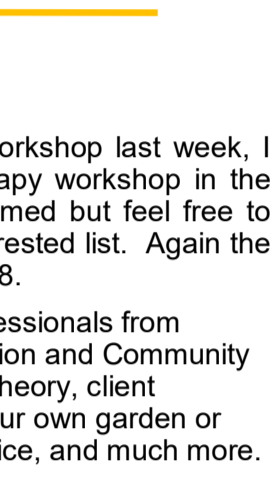 orkshop last week, I
apy workshop in the
med but feel free to
rested list. Again the
8.
essionals from
ion and Community
heory, client
ur own garden or
ice, and much more.